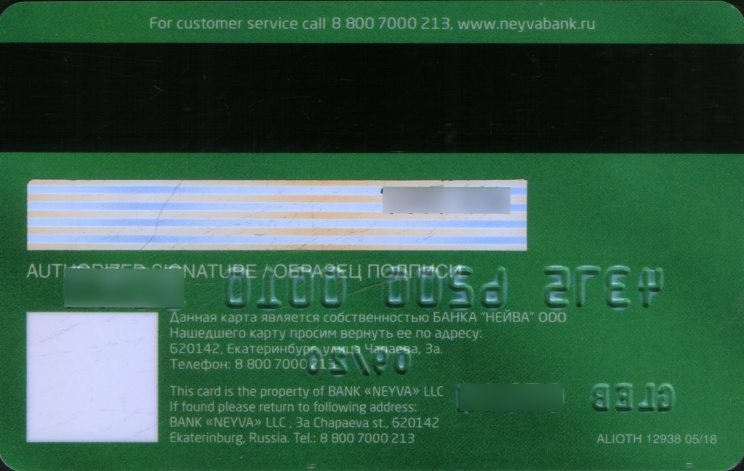 For customer service call 8 800 7000 213, www.neyvabank.ru
AUTHORIZED SIGNATURE / ОБРАЗЕЦ ПОДПИСИ
Данная карта является собственностью БАНКА "НЕЙВА" ООО
Нашедшего карту просим вернуть ее по адресу:
620142, Екатеринбург, улица Чапаева, 3а.
Телефон: 8 800 7000 213
09/20
This card is the property of BANK «NEYVA» LLC
If found please return to following address:
BANK «NEYVA» LLC , 3a Chapaeva st., 620142
Ekaterinburg, Russia. Tel.: 8 800 7000 213
GLEB
ALIOTH 12938 05/18